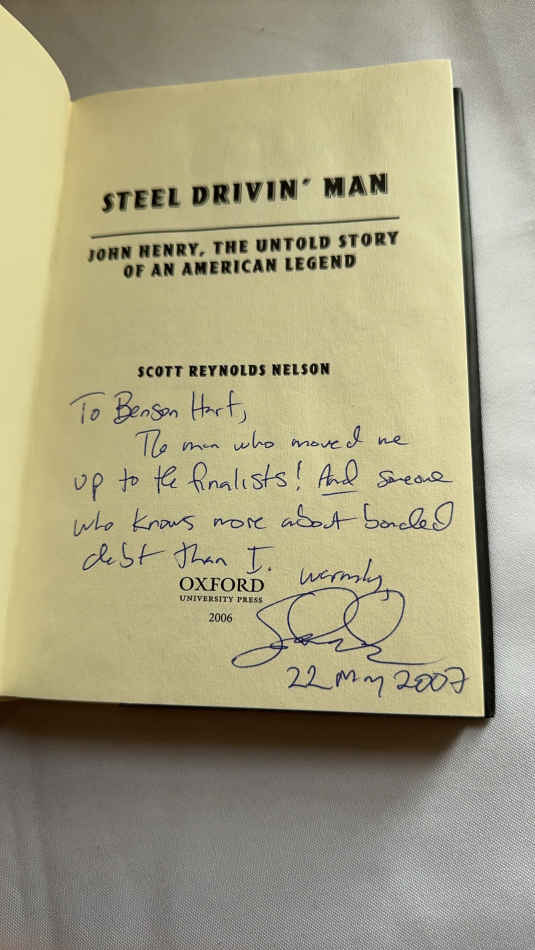 STEEL DRIVIN' MAN
JOHN HENRY, THE UNTOLD STORY
OF AN AMERICAN LEGEND
SCOTT REYNOLDS NELSON
To Benson Hart,
The man who moved me
up to the finalists! And someone
who knows more about bonded
debt than I.
warmly,
OXFORD
UNIVERSITY PRESS
2006
22 May 2007